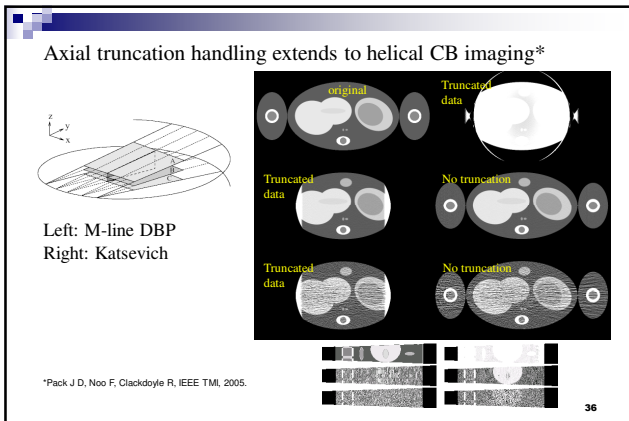 Axial truncation handling extends to helical CB imaging*
z
y
x
A
B
C
Left: M-line DBP
Right: Katsevich
original
Truncated
data
Truncated
data
No truncation
Truncated
data
No truncation
*Pack J D, Noo F, Clackdoyle R, IEEE TMI, 2005.
36